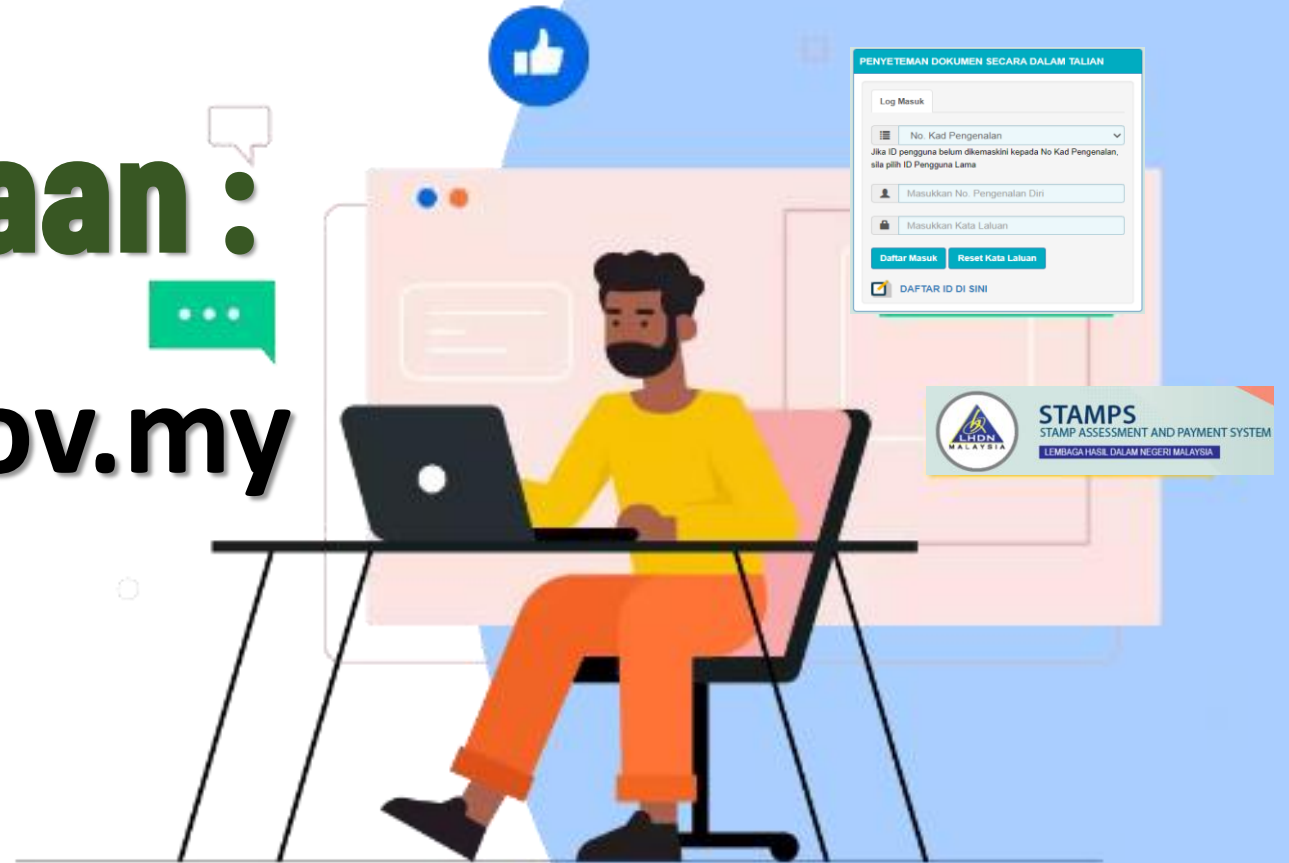 aan :
ov.my
PENYETEMAN DOKUMEN SECARA DALAM TALIAN
Log Masuk
No. Kad Pengenalan
Jika ID pengguna belum dikemaskini kepada No Kad Pengenalan,
sila pilih ID Pengguna Lama
Masukkan No. Pengenalan Diri
Masukkan Kata Laluan
Daftar Masuk Reset Kata Laluan
DAFTAR ID DI SINI
LHDN
MALAYSIA
STAMPS
STAMP ASSESSMENT AND PAYMENT SYSTEM
LEMBAGA HASIL DALAM NEGERI MALAYSIA